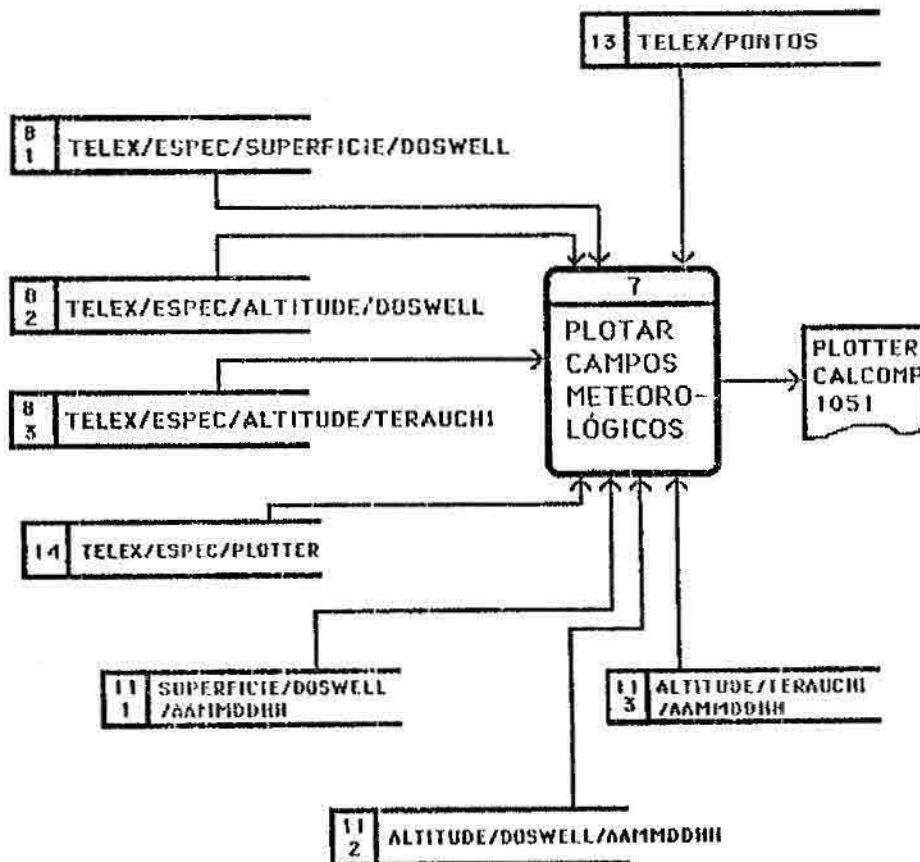 13 TELEX/PONTOS
8 1 TELEX/ESPEC/SUPERFICIE/DOSWELL
8 2 TELEX/ESPEC/ALTITUDE/DOSWELL
7
PLOTAR
CAMPOS
METEORO-
LÓGICOS
PLOTTER
CALCOMP
1051
8 3 TELEX/ESPEC/ALTITUDE/TERAUCHI
14 TELEX/ESPEC/PLOTTER
11 1 SUPERFICIE/DOSWELL
/AAMMDDHH
11 3 ALTITUDE/TERAUCHI
/AAMMDDHH
11 2 ALTITUDE/DOSWELL/AAMMDDHH